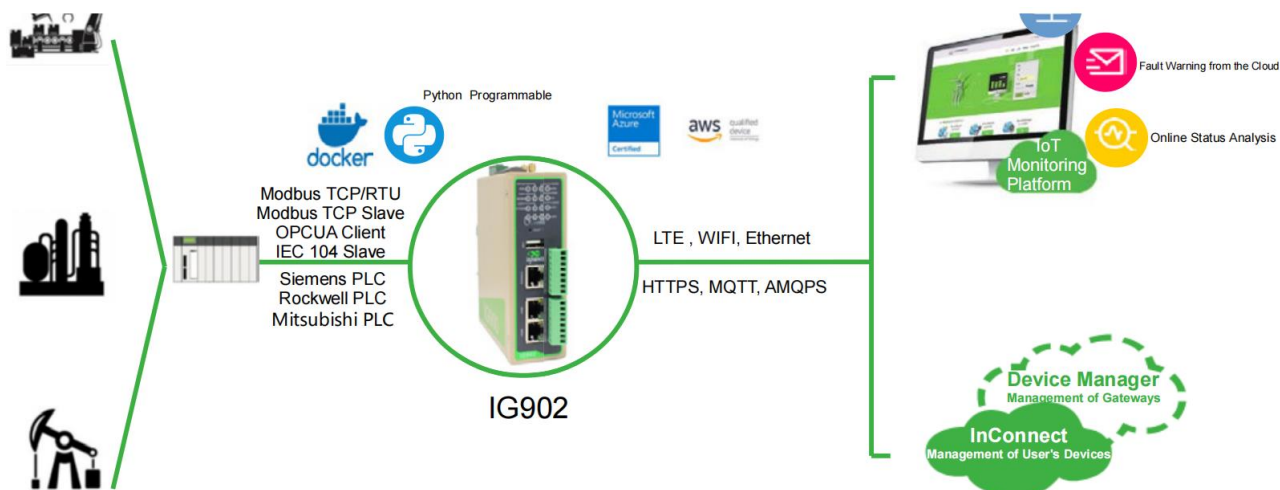 Fault Warning from the Cloud
Python Programmable
docker
Microsoft
Azure
Certified
aws
qualified
device
Online Status Analysis
IoT
Monitoring
Platform
Modbus TCP/RTU
Modbus TCP Slave
OPCUA Client
IEC 104 Slave
Siemens PLC
Rockwell PLC
Mitsubishi PLC
LTE , WIFI, Ethernet
HTTPS, MQTT, AMQPS
IG902
Device Manager
Management of Gateways
InConnect
Management of User's Devices